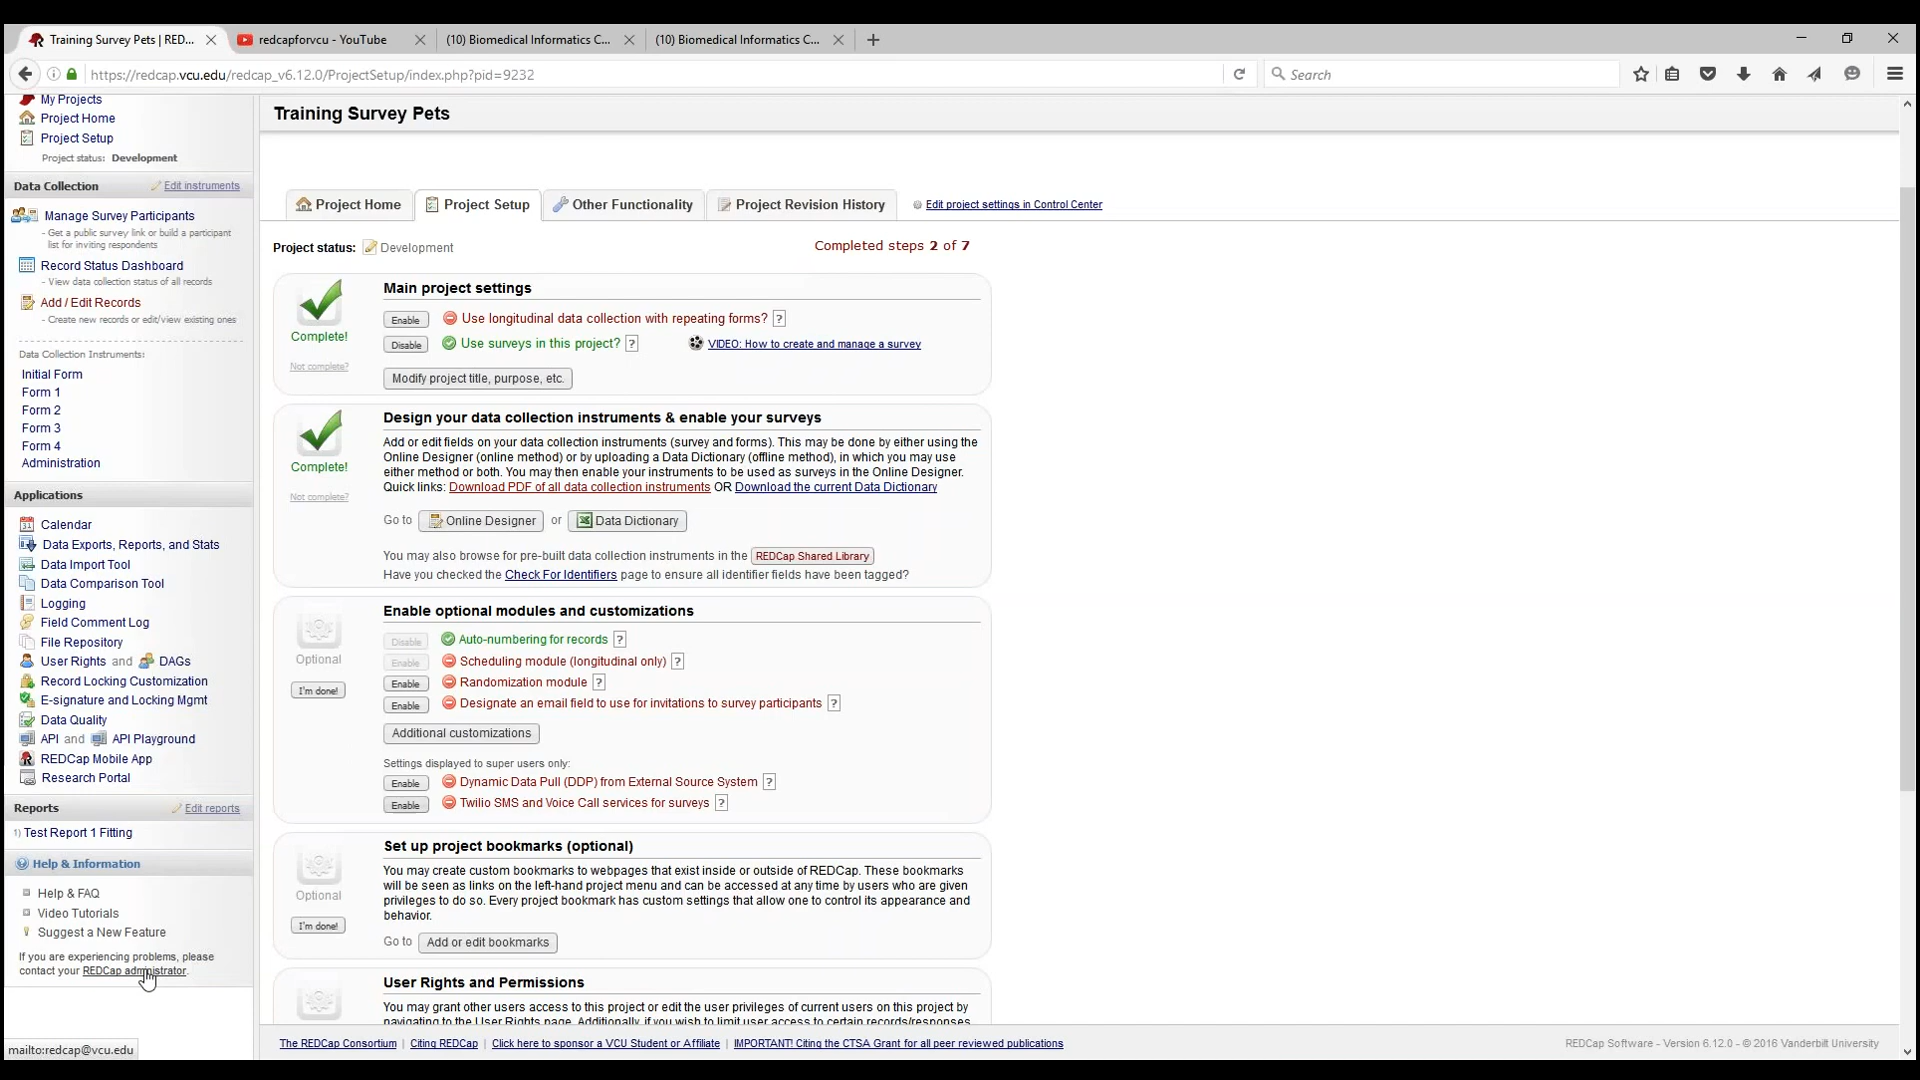 Training Survey Pets | RED...
redcapforvcu - YouTube
(10) Biomedical Informatics C...
(10) Biomedical Informatics C...
https://redcap.vcu.edu/redcap_v6.12.0/ProjectSetup/index.php?pid=9232
Search
My Projects
Project Home
Project Setup
Project status: Development
Data Collection
Edit instruments
Manage Survey Participants
- Get a public survey link or build a participant
list for inviting respondents
Record Status Dashboard
- View data collection status of all records
Add / Edit Records
- Create new records or edit/view existing ones
Data Collection Instruments:
Initial Form
Form 1
Form 2
Form 3
Form 4
Administration
Applications
Calendar
Data Exports, Reports, and Stats
Data Import Tool
Data Comparison Tool
Logging
Field Comment Log
File Repository
User Rights and DAGs
Record Locking Customization
E-signature and Locking Mgmt
Data Quality
API and API Playground
REDCap Mobile App
Research Portal
Reports
Edit reports
1) Test Report 1 Fitting
Help & Information
Help & FAQ
Video Tutorials
Suggest a New Feature
If you are experiencing problems, please
contact your REDCap administrator.
mailto:redcap@vcu.edu
Training Survey Pets
Project Home
Project Setup
Other Functionality
Project Revision History
Edit project settings in Control Center
Project status: Development
Completed steps 2 of 7
Complete!
Not complete?
Main project settings
Enable Use longitudinal data collection with repeating forms? ?
Disable Use surveys in this project? ? VIDEO: How to create and manage a survey
Modify project title, purpose, etc.
Complete!
Not complete?
Design your data collection instruments & enable your surveys
Add or edit fields on your data collection instruments (survey and forms). This may be done by either using the
Online Designer (online method) or by uploading a Data Dictionary (offline method), in which you may use
either method or both. You may then enable your instruments to be used as surveys in the Online Designer.
Quick links: Download PDF of all data collection instruments OR Download the current Data Dictionary
Go to Online Designer or Data Dictionary
You may also browse for pre-built data collection instruments in the REDCap Shared Library
Have you checked the Check For Identifiers page to ensure all identifier fields have been tagged?
Optional
I'm done!
Enable optional modules and customizations
Disable Auto-numbering for records ?
Enable Scheduling module (longitudinal only) ?
Enable Randomization module ?
Enable Designate an email field to use for invitations to survey participants ?
Additional customizations
Settings displayed to super users only:
Enable Dynamic Data Pull (DDP) from External Source System ?
Enable Twilio SMS and Voice Call services for surveys ?
Optional
I'm done!
Set up project bookmarks (optional)
You may create custom bookmarks to webpages that exist inside or outside of REDCap. These bookmarks
will be seen as links on the left-hand project menu and can be accessed at any time by users who are given
privileges to do so. Every project bookmark has custom settings that allow one to control its appearance and
behavior.
Go to Add or edit bookmarks
User Rights and Permissions
You may grant other users access to this project or edit the user privileges of current users on this project by
navigating to the User Rights page. Additionally, if you wish to limit user access to certain records/responses
The REDCap Consortium | Citing REDCap | Click here to sponsor a VCU Student or Affiliate | IMPORTANT! Citing the CTSA Grant for all peer reviewed publications
REDCap Software - Version 6.12.0 - © 2016 Vanderbilt University